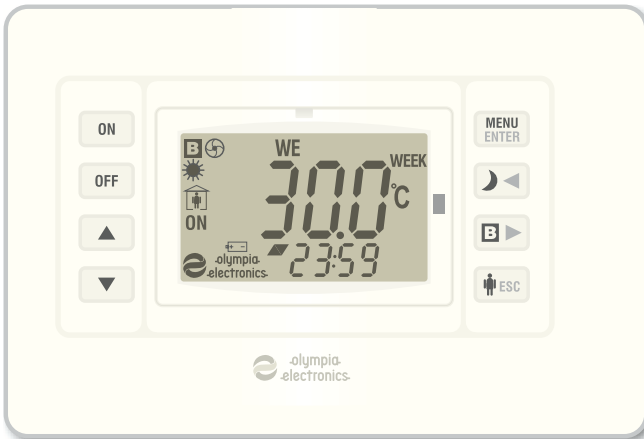 ON
OFF
B
WE
WEEK
30.0
°C
ON
23:59
olympia
electronics
MENU
ENTER
B
ESC
olympia
electronics